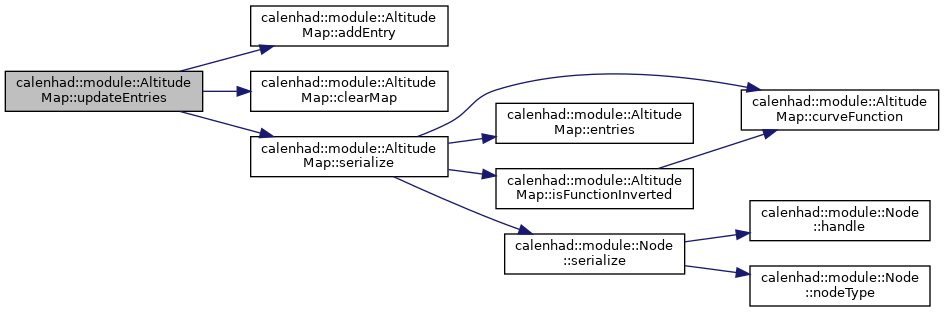 calenhad::module::Altitude
Map::updateEntries
calenhad::module::Altitude
Map::addEntry
calenhad::module::Altitude
Map::clearMap
calenhad::module::Altitude
Map::serialize
calenhad::module::Altitude
Map::entries
calenhad::module::Altitude
Map::isFunctionInverted
calenhad::module::Node
::serialize
calenhad::module::Altitude
Map::curveFunction
calenhad::module::Node
::handle
calenhad::module::Node
::nodeType